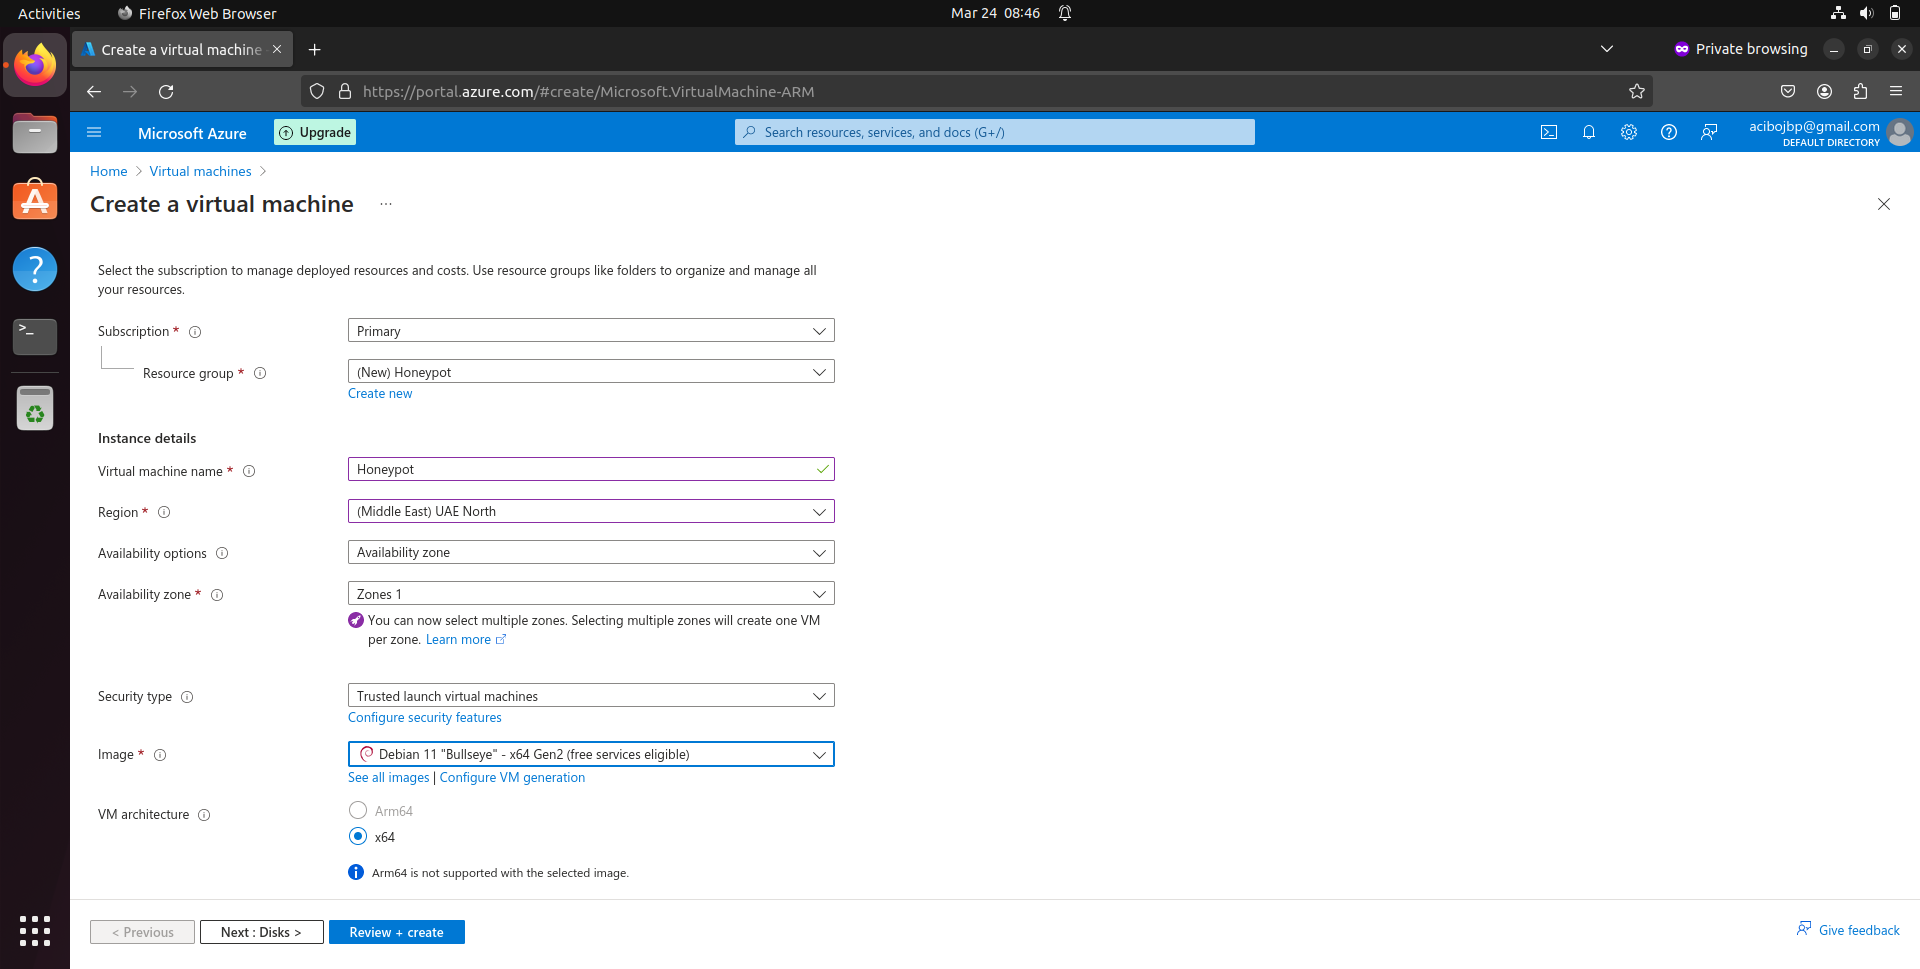 Activities
Firefox Web Browser
Mar 24 08:46
Create a virtual machine
Private browsing
https://portal.azure.com/#create/Microsoft.VirtualMachine-ARM
Microsoft Azure
Upgrade
Search resources, services, and docs (G+/)
acibojbp@gmail.com
DEFAULT DIRECTORY
Home
Virtual machines
Create a virtual machine
Select the subscription to manage deployed resources and costs. Use resource groups like folders to organize and manage all
your resources.
Subscription *
Primary
Resource group *
(New) Honeypot
Create new
Instance details
Virtual machine name *
Honeypot
Region *
(Middle East) UAE North
Availability options
Availability zone
Availability zone *
Zones 1
You can now select multiple zones. Selecting multiple zones will create one VM
per zone. Learn more
Security type
Trusted launch virtual machines
Configure security features
Image *
Debian 11 "Bullseye" - x64 Gen2 (free services eligible)
See all images | Configure VM generation
VM architecture
Arm64
x64
Arm64 is not supported with the selected image.
< Previous
Next : Disks >
Review + create
Give feedback